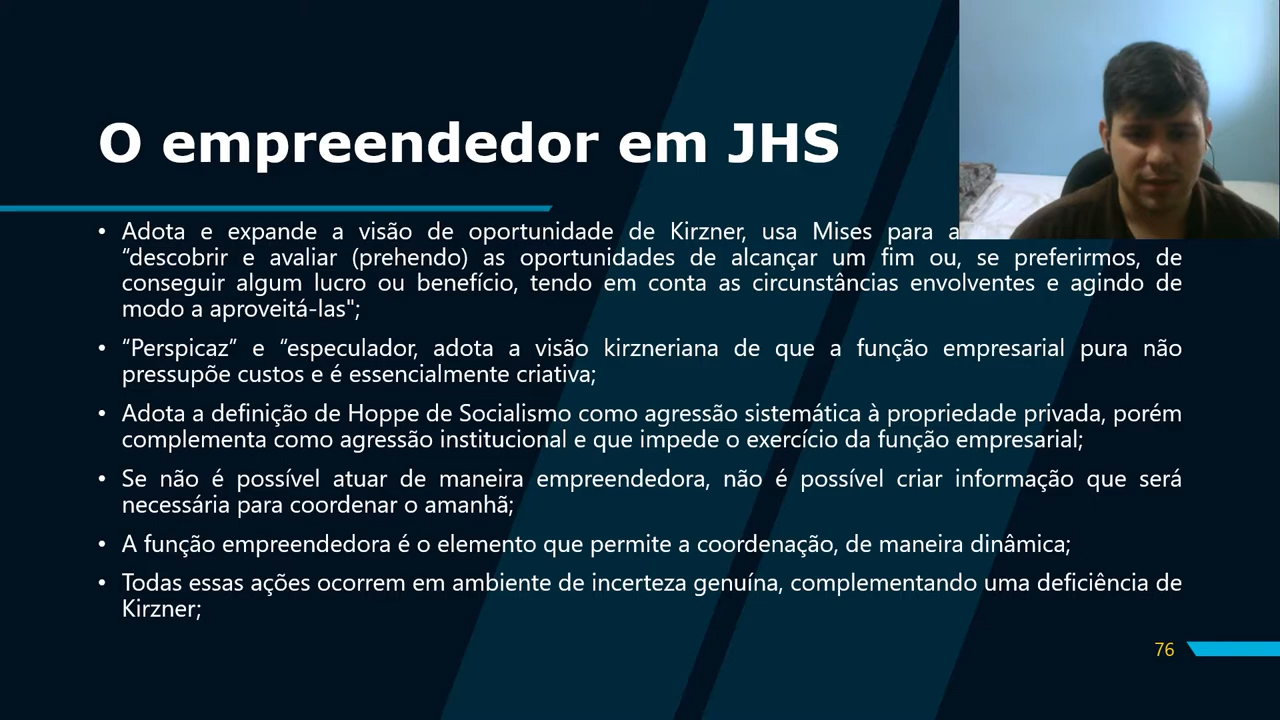 O empreendedor em JHS
• Adota e expande a visão de oportunidade de Kirzner, usa Mises para
“descobrir e avaliar (prehendo) as oportunidades de alcançar um fim ou, se preferirmos, de
conseguir algum lucro ou benefício, tendo em conta as circunstâncias envolventes e agindo de
modo a aproveitá-las";
• “Perspicaz” e “especulador, adota a visão kirzneriana de que a função empresarial pura não
pressupõe custos e é essencialmente criativa;
• Adota a definição de Hoppe de Socialismo como agressão sistemática à propriedade privada, porém
complementa como agressão institucional e que impede o exercício da função empresarial;
• Se não é possível atuar de maneira empreendedora, não é possível criar informação que será
necessária para coordenar o amanhã;
• A função empreendedora é o elemento que permite a coordenação, de maneira dinâmica;
• Todas essas ações ocorrem em ambiente de incerteza genuína, complementando uma deficiência de
Kirzner;
76